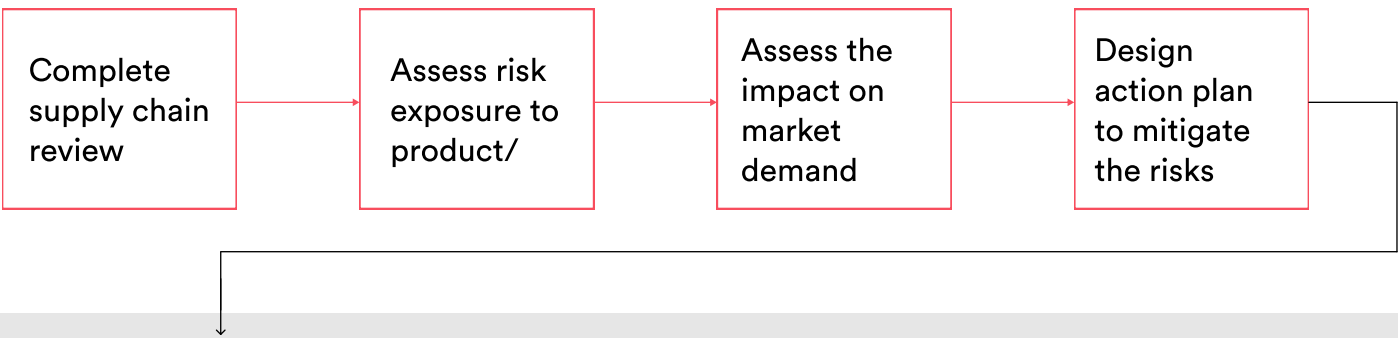 Complete
supply chain
review
Assess risk
exposure to
product/
Assess the
impact on
market
demand
Design
action plan
to mitigate
the risks